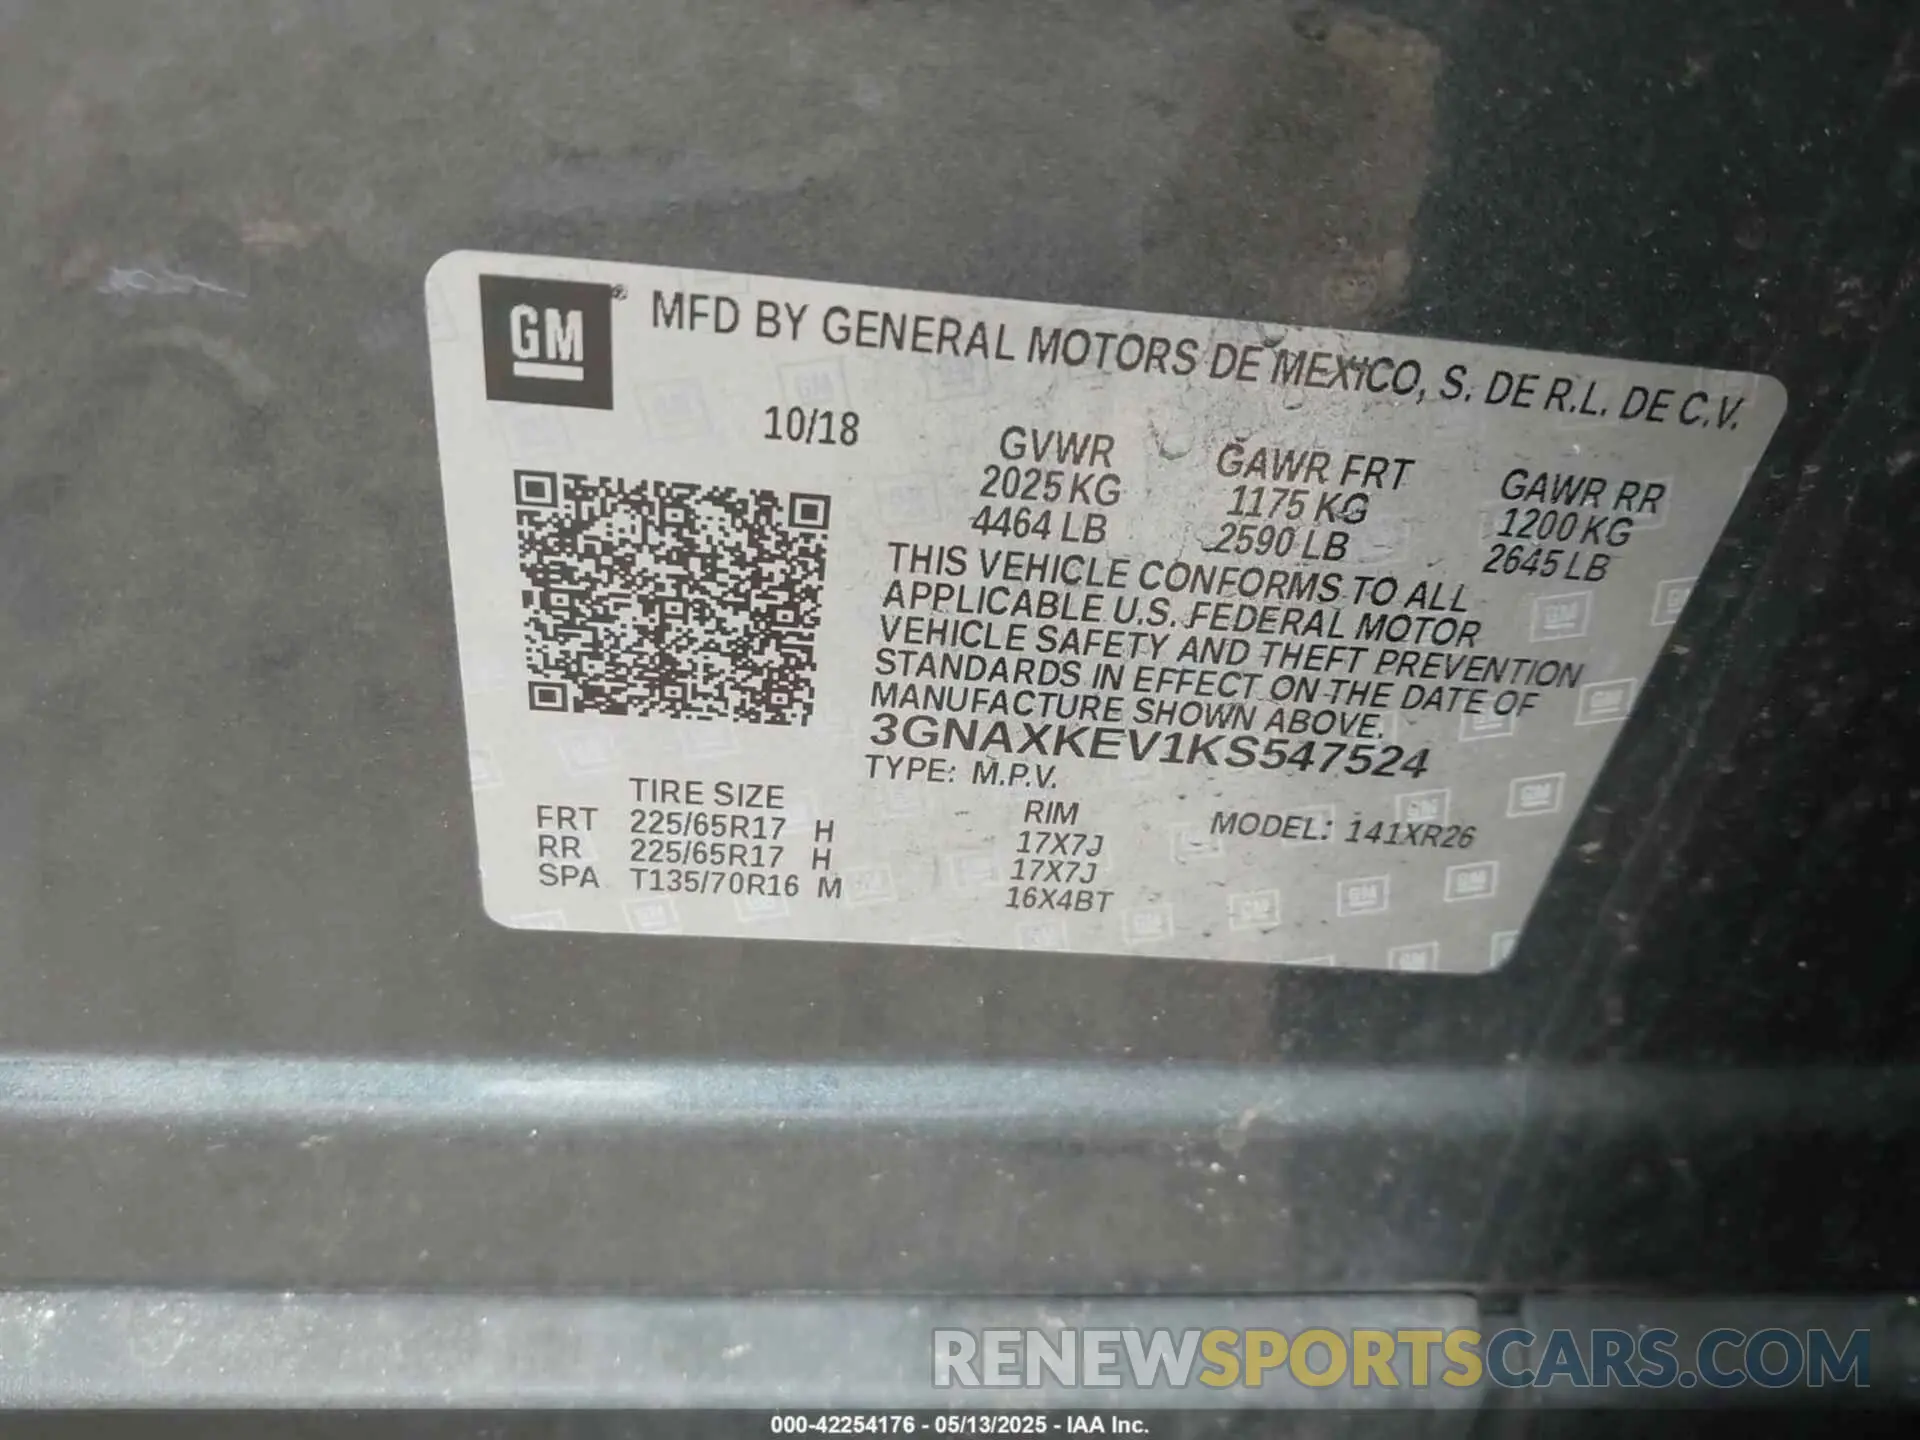 GM® MFD BY GENERAL MOTORS DE MEXICO, S. DE R.L. DE C.V.
10/18
GVWR GAWR FRT GAWR RR
2025 KG 1175 KG 1200 KG
4464 LB 2590 LB 2645 LB
THIS VEHICLE CONFORMS TO ALL
APPLICABLE U.S. FEDERAL MOTOR
VEHICLE SAFETY AND THEFT PREVENTION
STANDARDS IN EFFECT ON THE DATE OF
MANUFACTURE SHOWN ABOVE.
3GNAXKEV1KS547524
TYPE: M.P.V.
TIRE SIZE RIM MODEL: 141XR26
FRT 225/65R17 H 17X7J
RR 225/65R17 H 17X7J
SPA T135/70R16 M 16X4BT
RENEWSPORTSCARS.COM
000-42254176 - 05/13/2025 - IAA Inc.